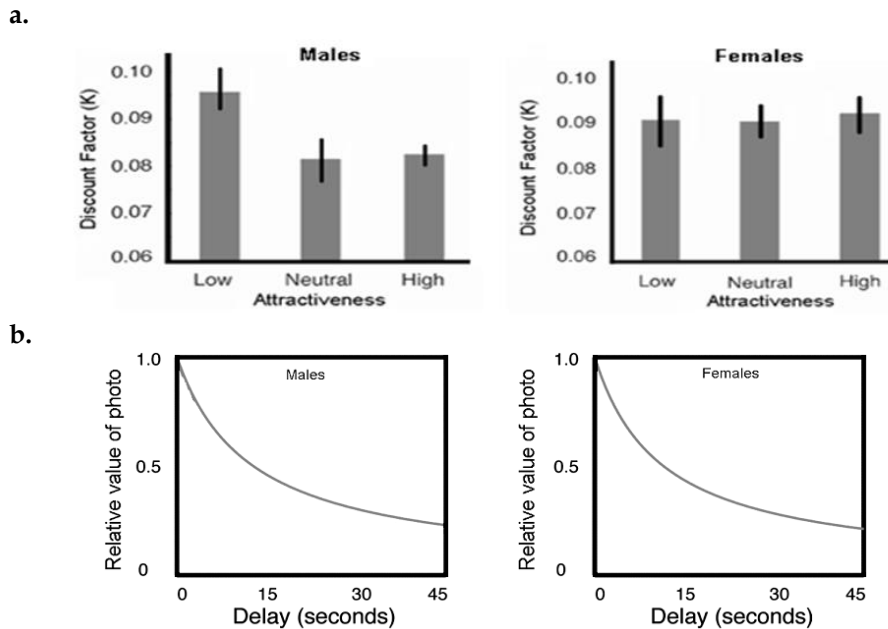 a.
Males
Discount Factor (K)
0.10
0.09
0.08
0.07
0.06
Low Neutral High
Attractiveness
Females
Discount Factor (K)
0.10
0.09
0.08
0.07
0.06
Low Neutral High
Attractiveness
b.
Relative value of photo
1.0
0.5
0
Males
0 15 30 45
Delay (seconds)
Relative value of photo
1.0
0.5
0
Females
0 15 30 45
Delay (seconds)